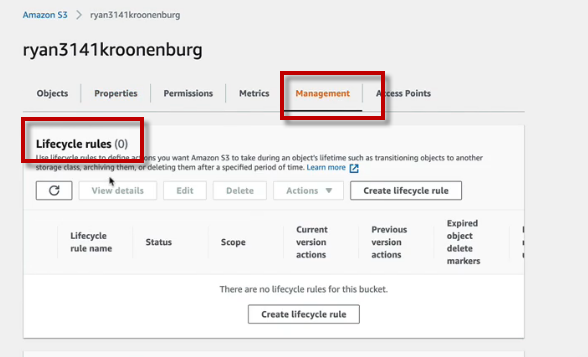 Amazon S3 > ryan3141kroonenburg
ryan3141kroonenburg
Objects Properties Permissions Metrics Management Access Points
Lifecycle rules (0)
Use lifecycle rules to define actions you want Amazon S3 to take during an object's lifetime such as transitioning objects to another
storage class, archiving them, or deleting them after a specified period of time. Learn more
View details Edit Delete Actions Create lifecycle rule
Lifecycle
rule name
Status
Scope
Current
version
actions
Previous
version
actions
Expired
object
delete
markers
There are no lifecycle rules for this bucket.
Create lifecycle rule